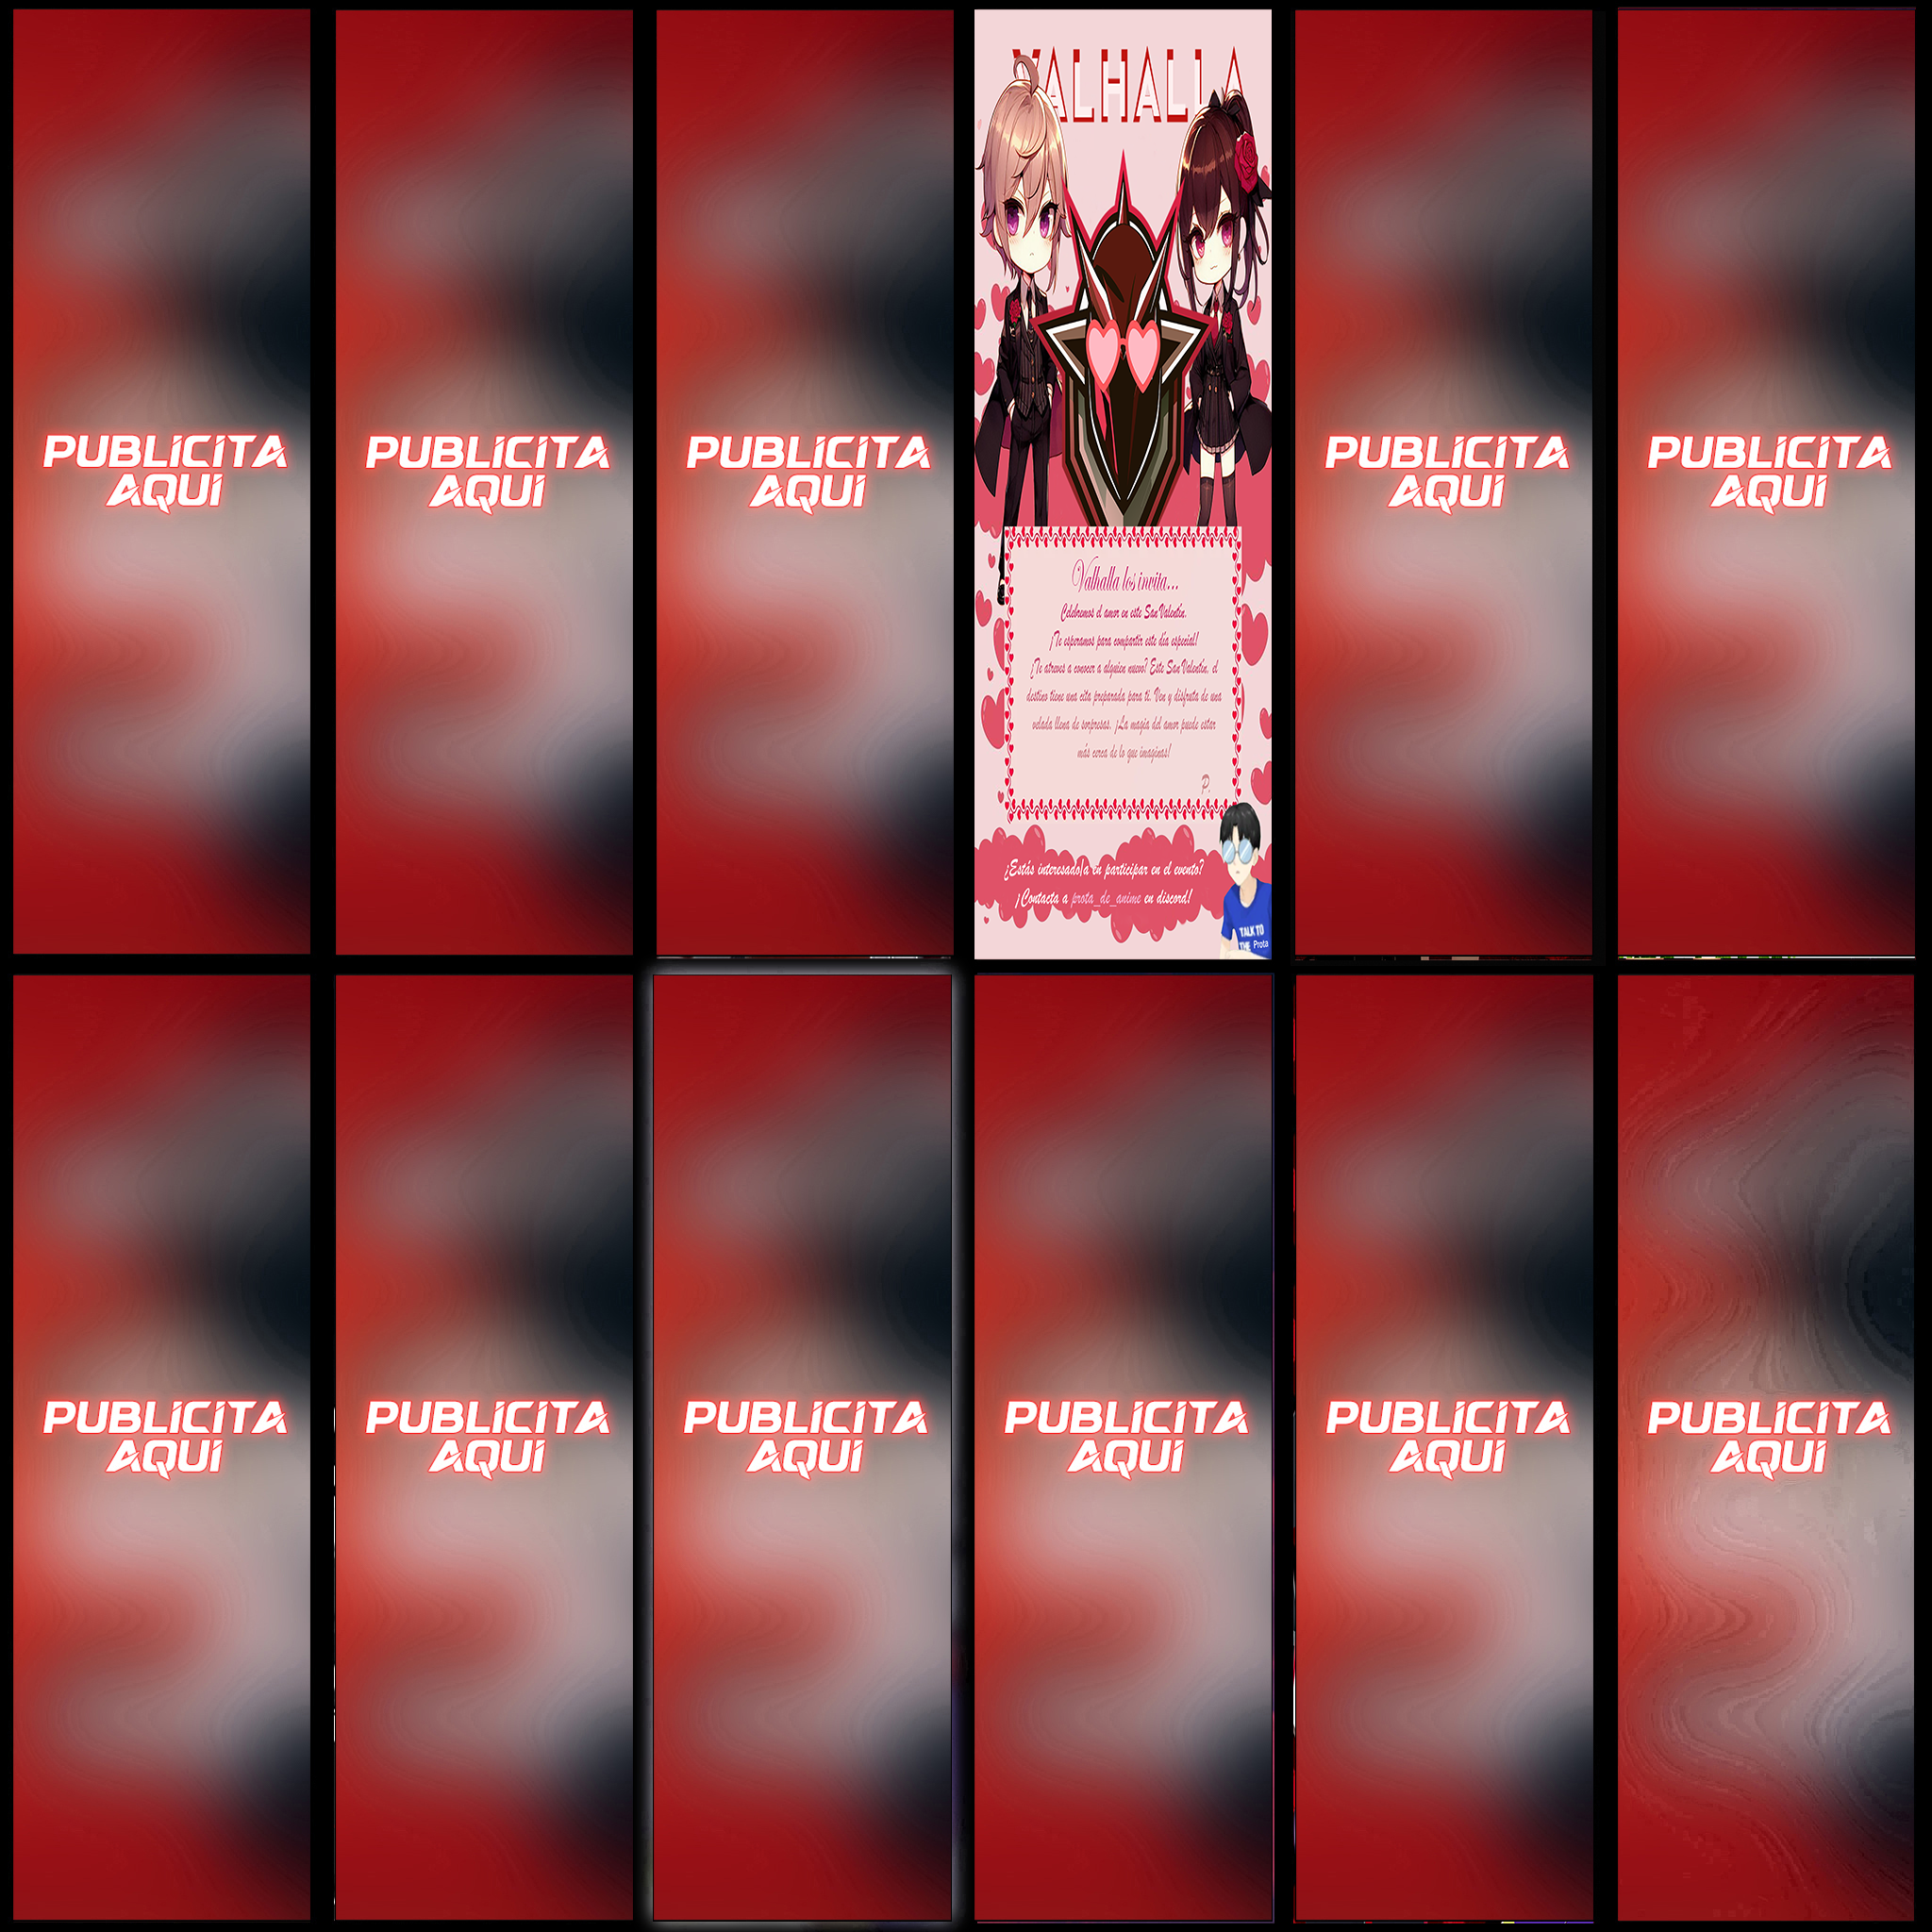 PUBLICITA
AQUI
PUBLICITA
AQUI
PUBLICITA
AQUI
VALHALLA
Valhalla los invita...
Celebremos el amor en este San Valentín.
¡Te esperamos para compartir este día especial!
¿Te atreves a conocer a alguien nuevo? Este San Valentín, el
destino tiene una cita preparada para ti. Ven y disfruta de una
velada llena de sorpresas. ¡La magia del amor puede estar
más cerca de lo que imaginas!
P.
¿Estás interesado/a en participar en el evento?
¡Contacta a prota_de_anime en discord!
TALK TO
THE Prota
PUBLICITA
AQUI
PUBLICITA
AQUI
PUBLICITA
AQUI
PUBLICITA
AQUI
PUBLICITA
AQUI
PUBLICITA
AQUI
PUBLICITA
AQUI
PUBLICITA
AQUI